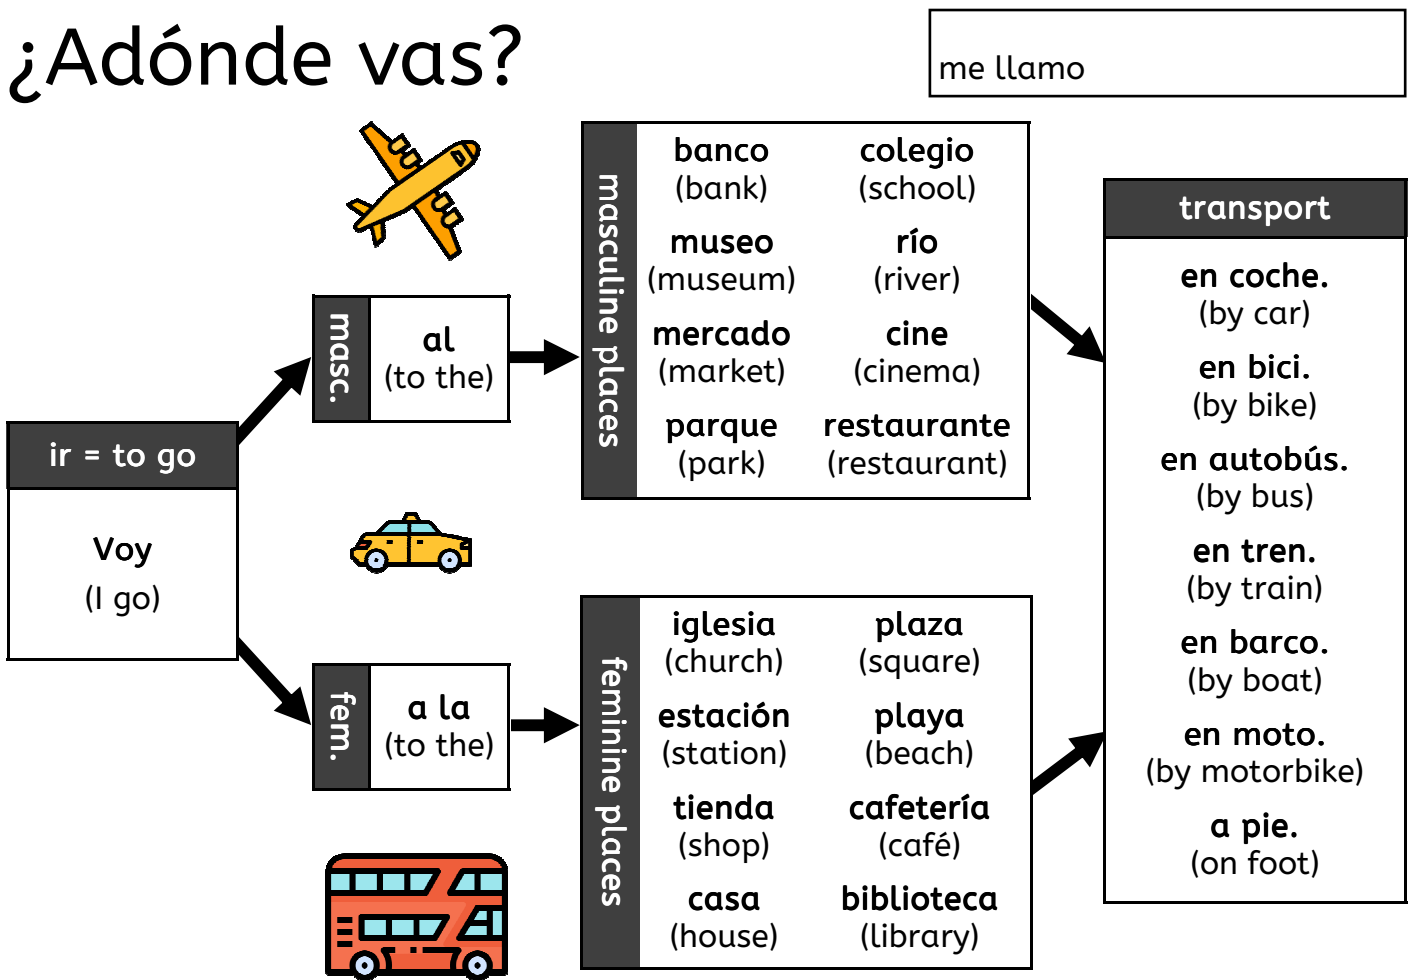 ¿Adónde vas?
me llamo
ir = to go
Voy
(I go)
masc.
al
(to the)
fem.
a la
(to the)
masculine places
banco
(bank)
colegio
(school)
museo
(museum)
río
(river)
mercado
(market)
cine
(cinema)
parque
(park)
restaurante
(restaurant)
feminine places
iglesia
(church)
plaza
(square)
estación
(station)
playa
(beach)
tienda
(shop)
cafetería
(café)
casa
(house)
biblioteca
(library)
transport
en coche.
(by car)
en bici.
(by bike)
en autobús.
(by bus)
en tren.
(by train)
en barco.
(by boat)
en moto.
(by motorbike)
a pie.
(on foot)